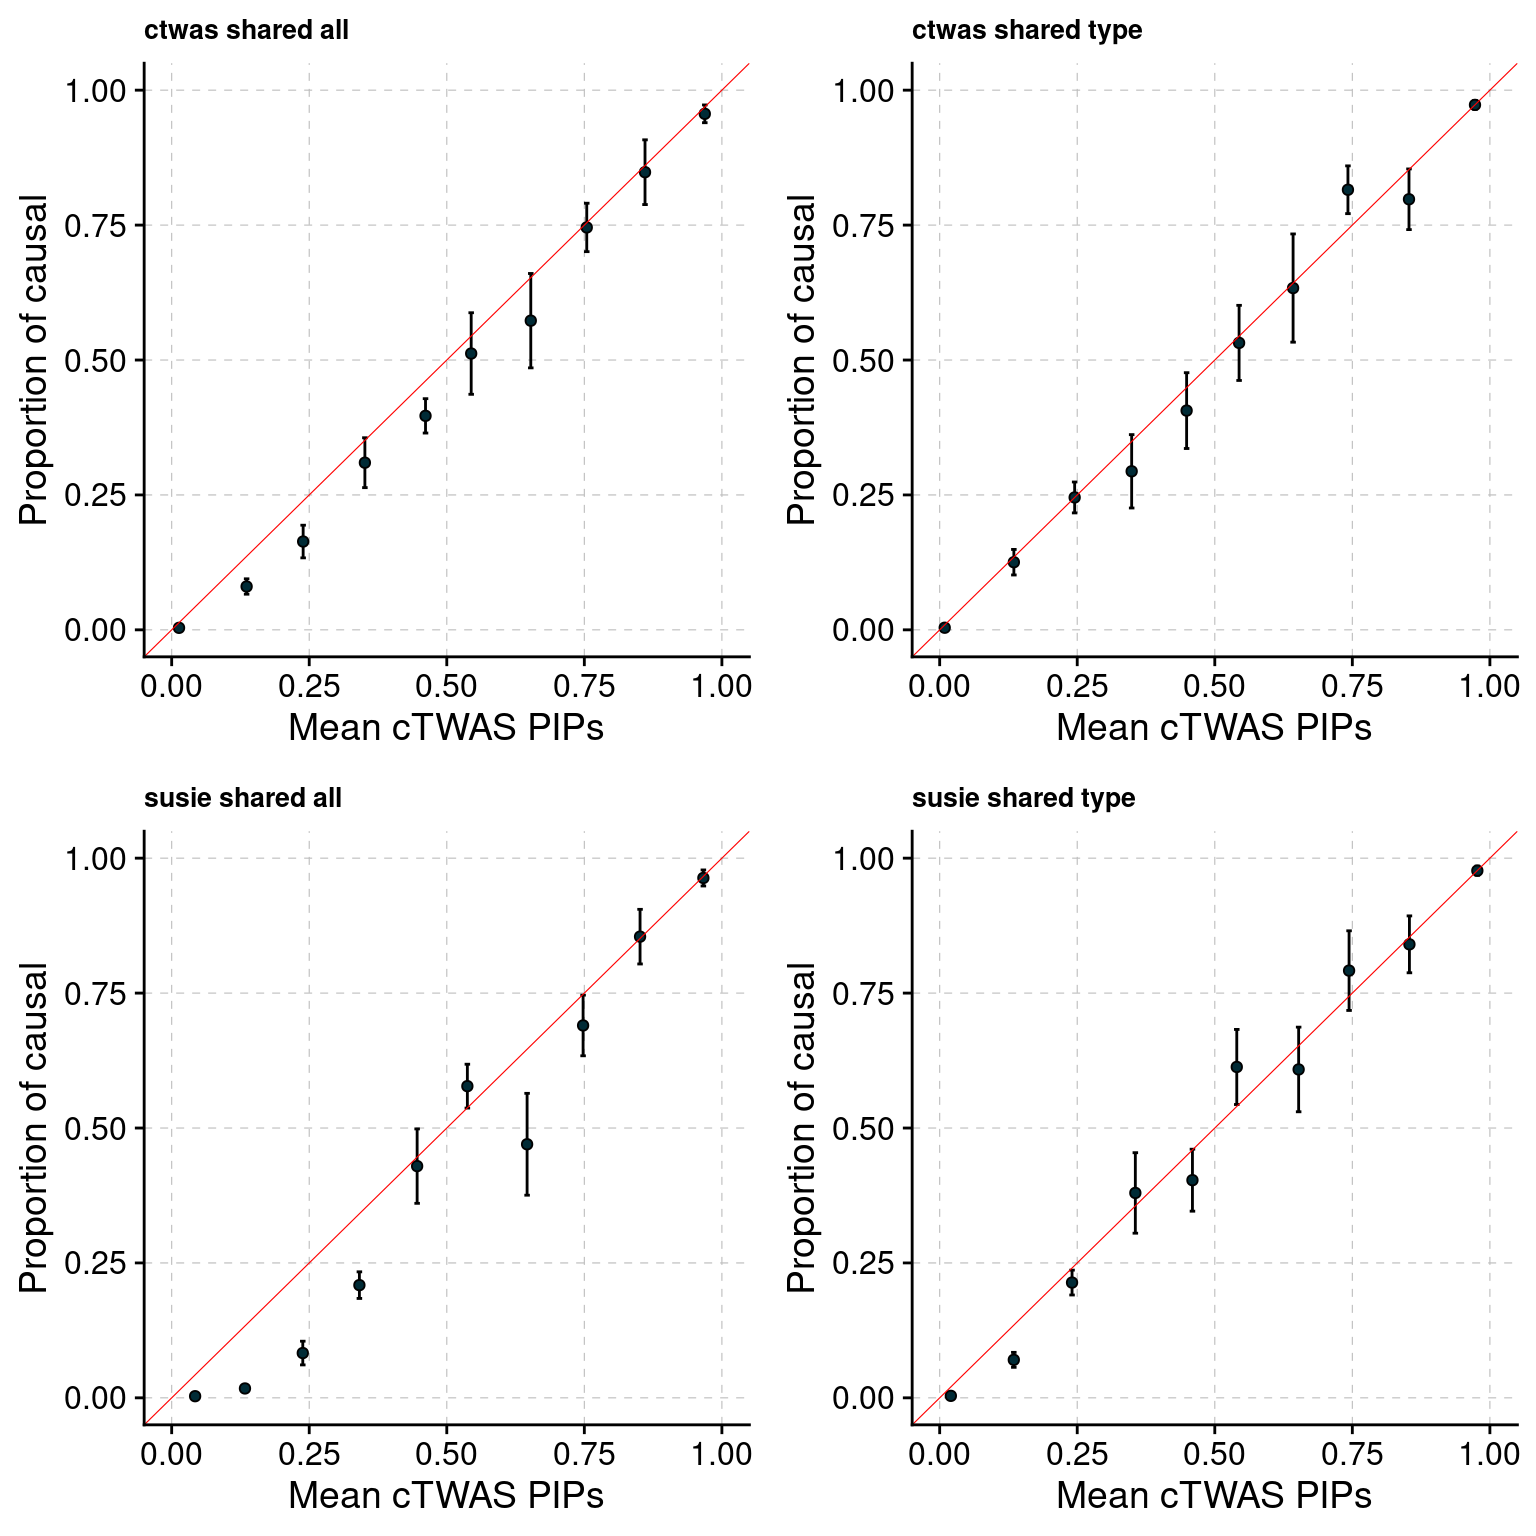 ctwas shared all
1.00
0.75
0.50
0.25
0.00
Proportion of causal
0.00 0.25 0.50 0.75 1.00
Mean cTWAS PIPs
ctwas shared type
1.00
0.75
0.50
0.25
0.00
Proportion of causal
0.00 0.25 0.50 0.75 1.00
Mean cTWAS PIPs
susie shared all
1.00
0.75
0.50
0.25
0.00
Proportion of causal
0.00 0.25 0.50 0.75 1.00
Mean cTWAS PIPs
susie shared type
1.00
0.75
0.50
0.25
0.00
Proportion of causal
0.00 0.25 0.50 0.75 1.00
Mean cTWAS PIPs